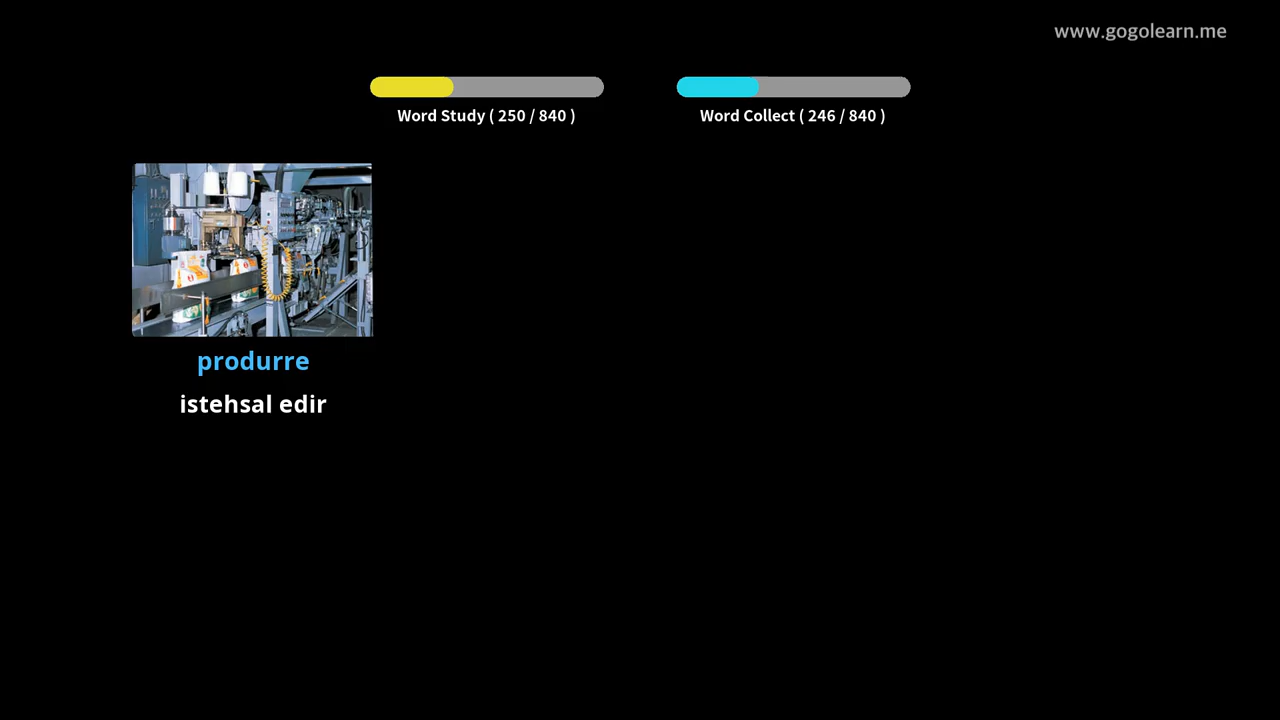 www.gogolearn.me
Word Study ( 250 / 840 )
Word Collect ( 246 / 840 )
produrre
istehsal edir